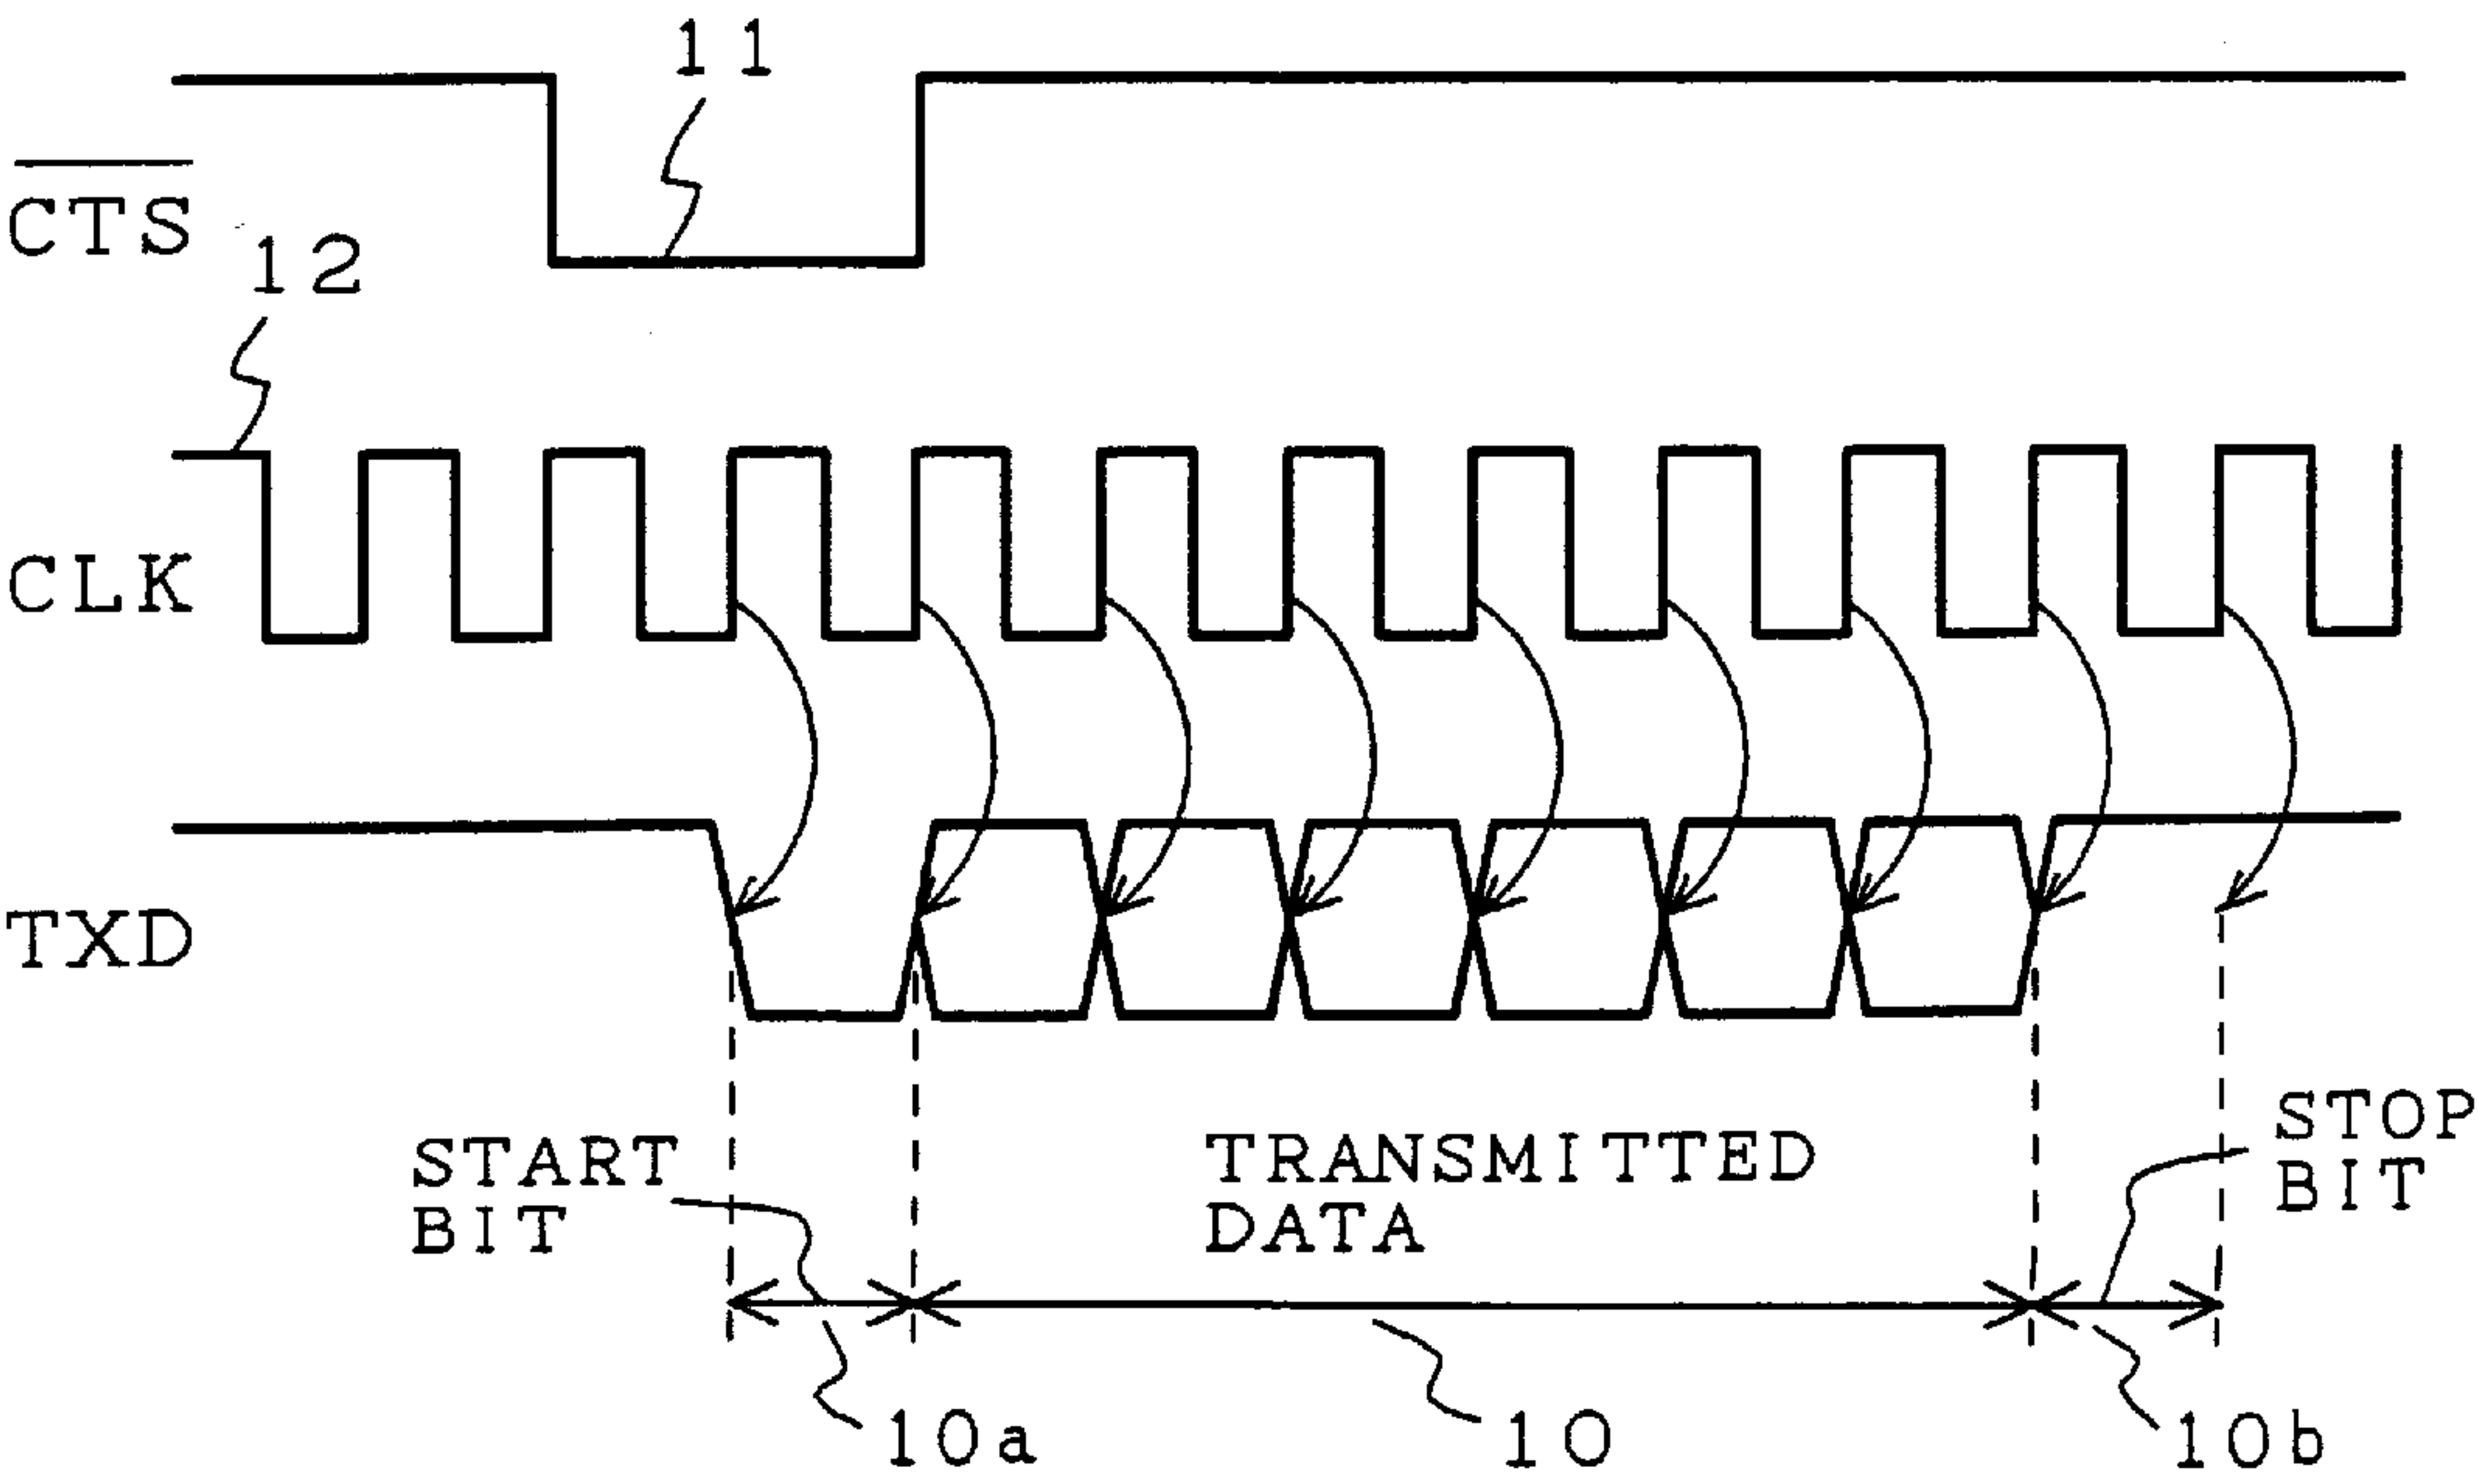 11
CTS
12
CLK
TXD
START
BIT
TRANSMITTED
DATA
STOP
BIT
10a
10
10b